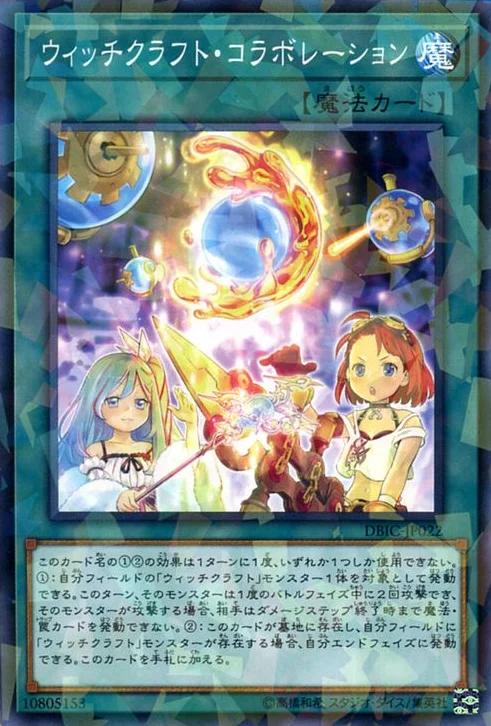 ウィッチクラフト・コラボレーション 魔
【魔法カード】
DBIC-JP022
このカード名の①②の効果は1ターンに1度、いずれか1つしか使用できない。
①:自分フィールドの「ウィッチクラフト」モンスター1体を対象として発動
できる。このターン、そのモンスターは1度のバトルフェイズ中に2回攻撃でき、
そのモンスターが攻撃する場合、相手はダメージステップ終了時まで魔法・
罠カードを発動できない。②:このカードが墓地に存在し、自分フィールドに
「ウィッチクラフト」モンスターが存在する場合、自分エンドフェイズに発動
できる。このカードを手札に加える。
10805153
©高橋和希 スタジオ・ダイス/集英社